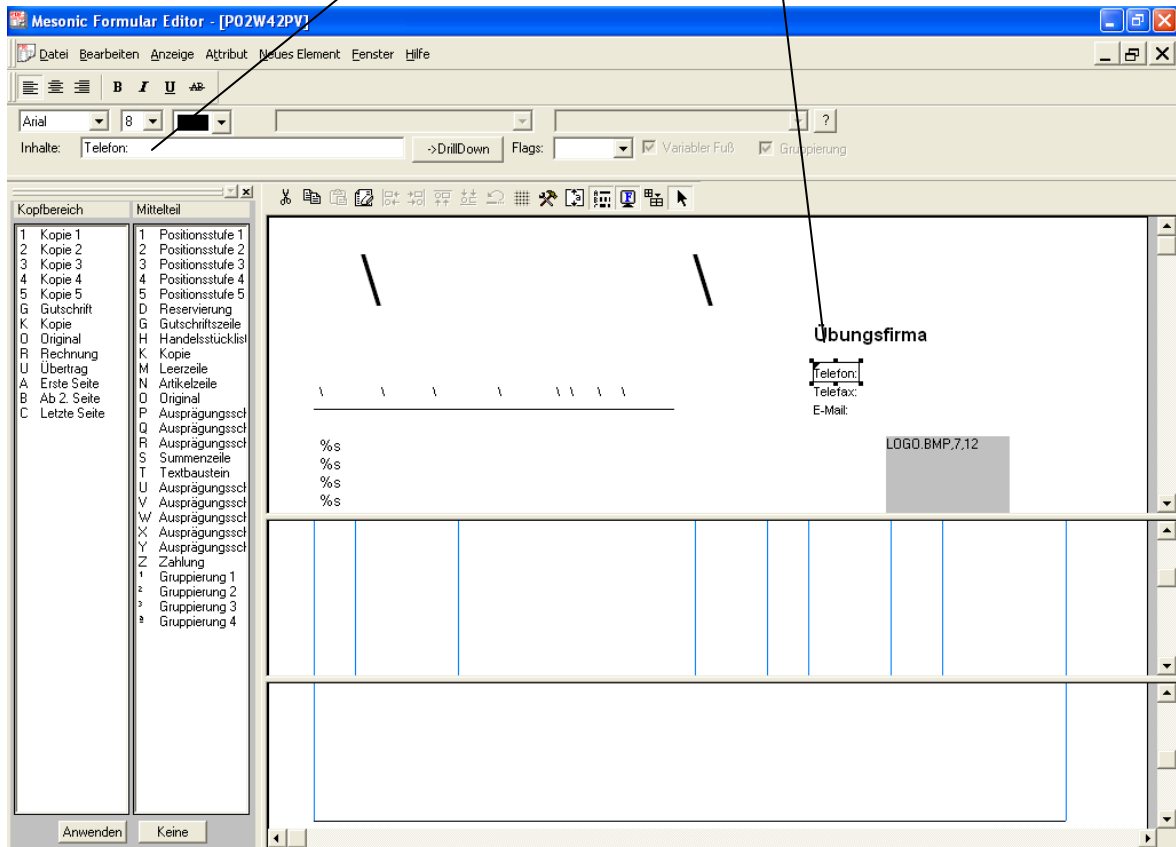 Mesonic Formular Editor - [P02W42PV]
Datei Bearbeiten Anzeige Attribut Neues Element Fenster Hilfe
B I U AB
Arial 8 ?
Inhalte: Telefon: ->DrillDown Flags: Variabler Fuß Gruppierung
Kopfbereich
1 Kopie 1
2 Kopie 2
3 Kopie 3
4 Kopie 4
5 Kopie 5
G Gutschrift
K Kopie
O Original
R Rechnung
U Übertrag
A Erste Seite
B Ab 2. Seite
C Letzte Seite
Mittelteil
1 Positionsstufe 1
2 Positionsstufe 2
3 Positionsstufe 3
4 Positionsstufe 4
5 Positionsstufe 5
D Reservierung
G Gutschriftszeile
H Handelsstücklist
K Kopie
M Leerzeile
N Artikelzeile
O Original
P Ausprägungssch
Q Ausprägungssch
R Ausprägungssch
S Summenzeile
T Textbaustein
U Ausprägungssch
V Ausprägungssch
W Ausprägungssch
X Ausprägungssch
Y Ausprägungssch
Z Zahlung
¹ Gruppierung 1
² Gruppierung 2
³ Gruppierung 3
ª Gruppierung 4
Anwenden Keine
\ \
Übungsfirma
Telefon:
Telefax:
E-Mail:
\ \ \ \ \ \ \ \
LOGO.BMP,7,12
%s
%s
%s
%s